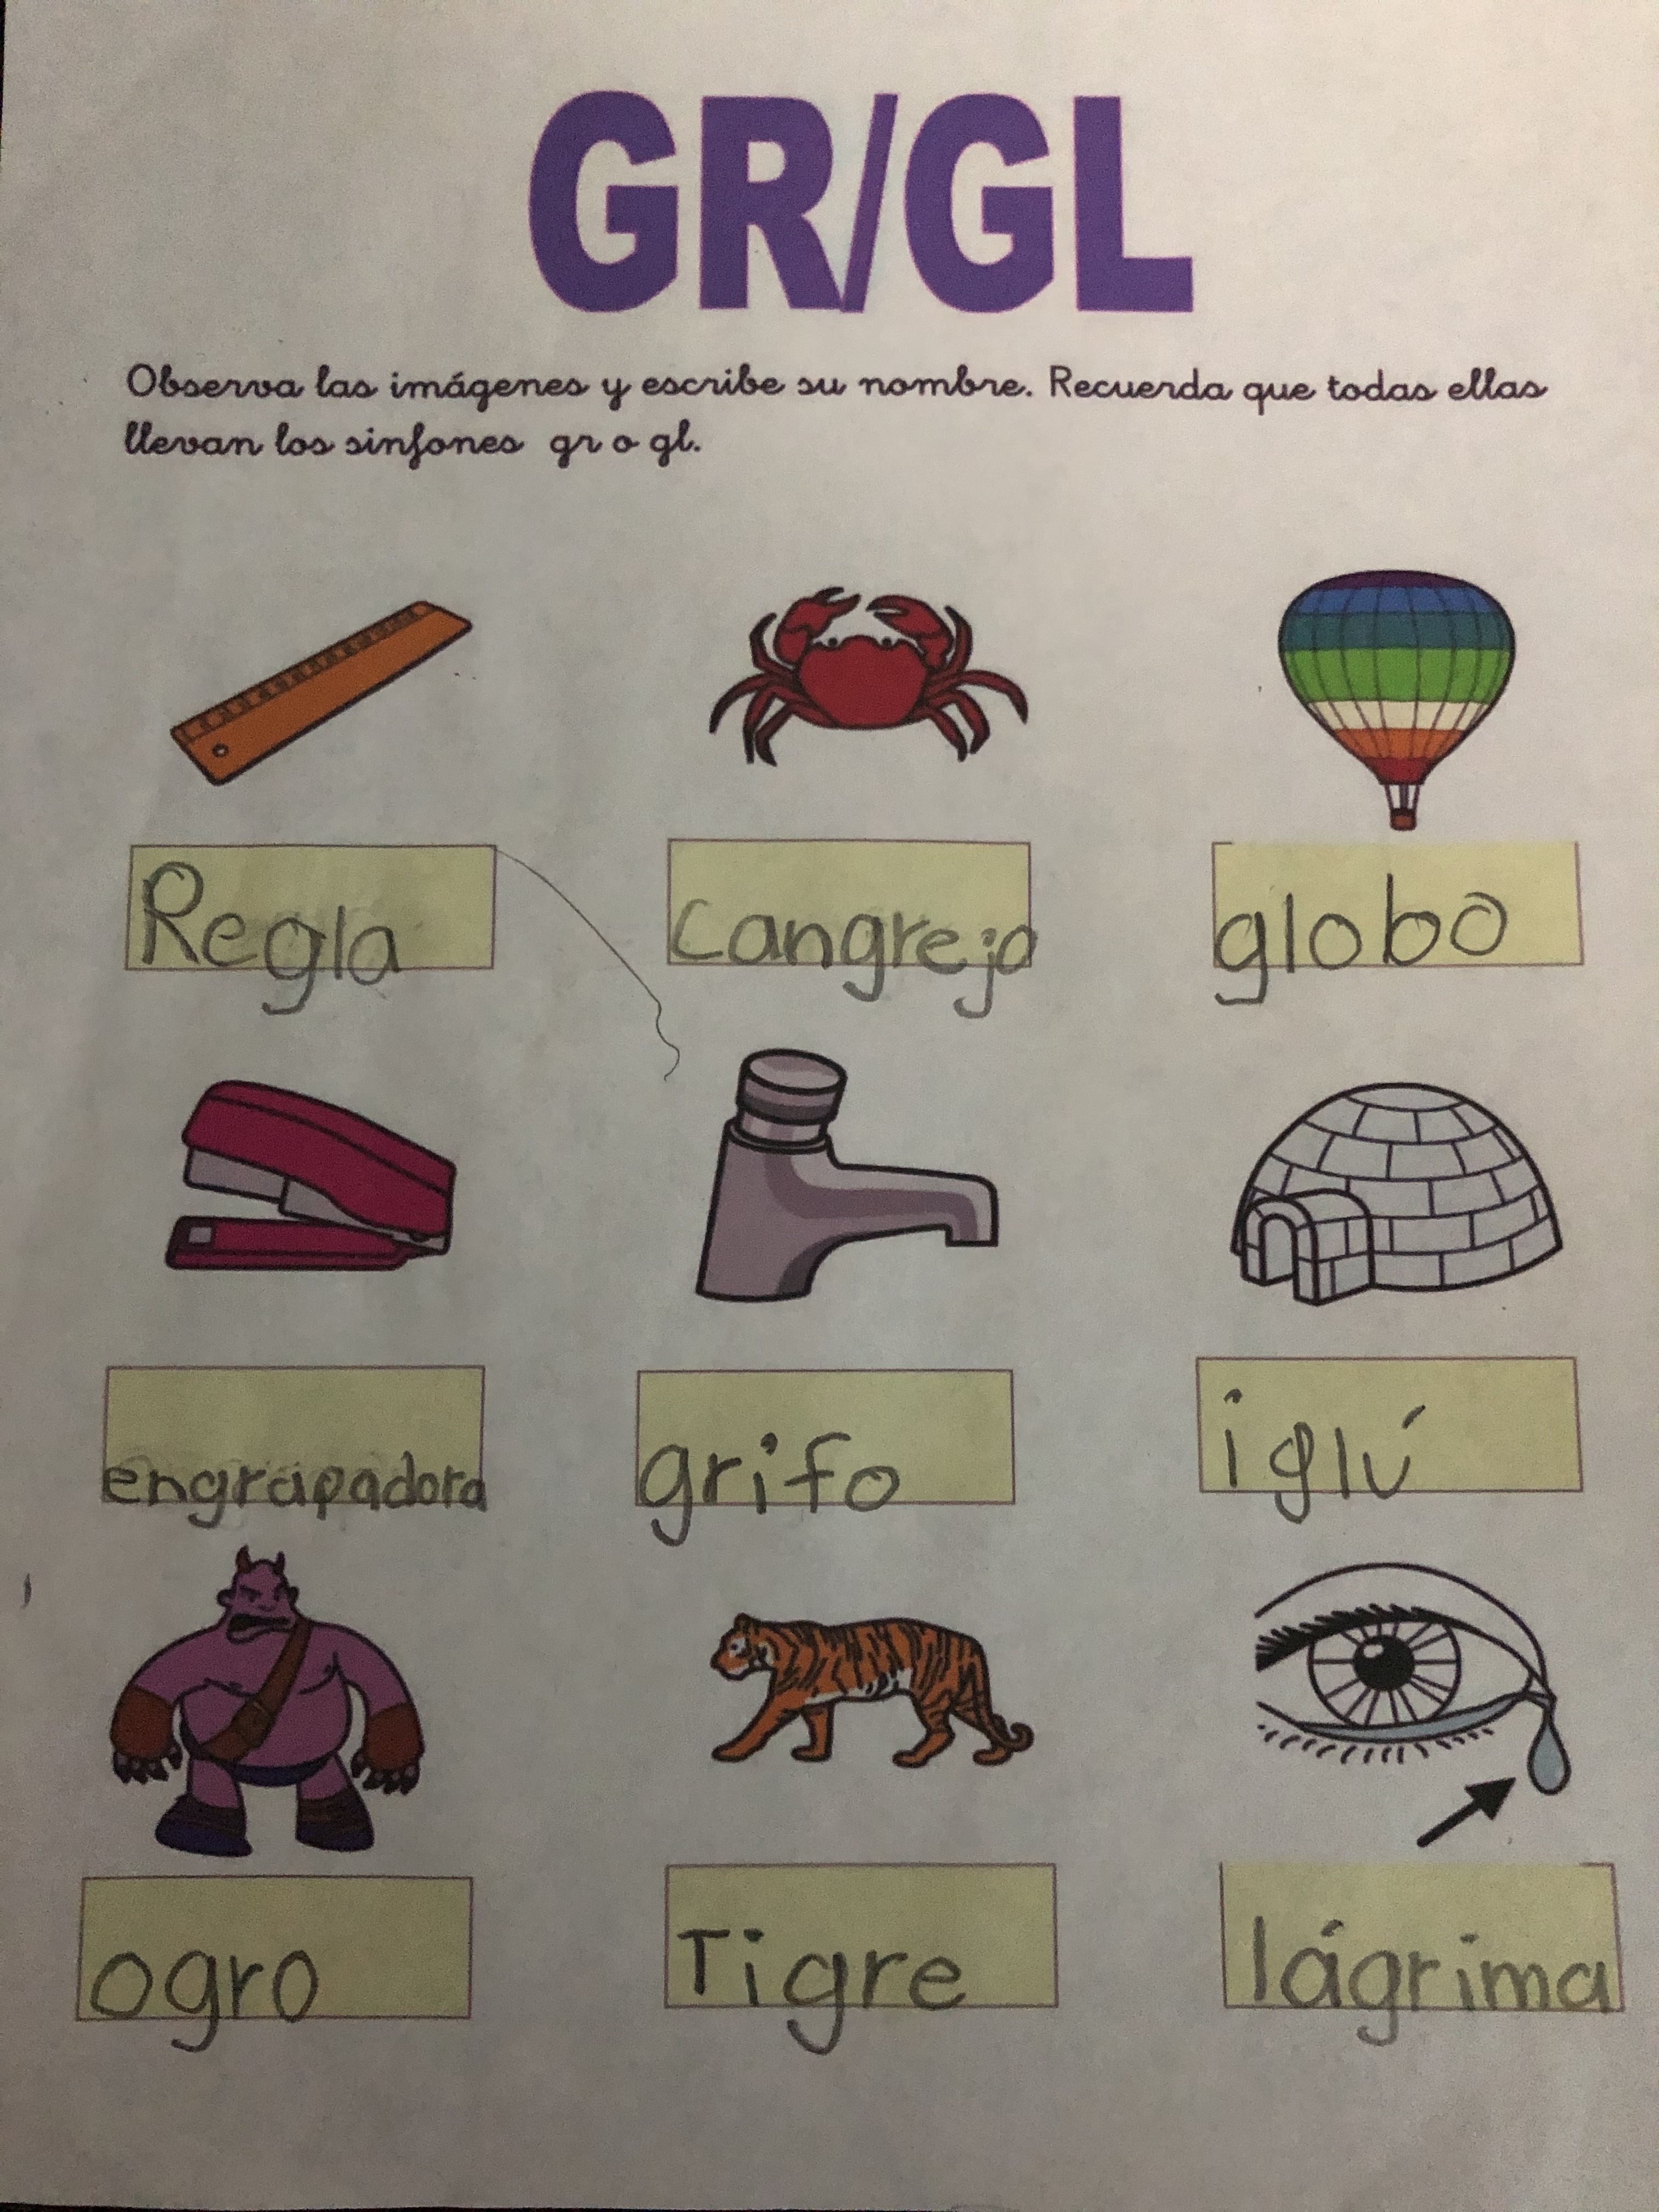 GR/GL
Observa las imágenes y escribe su nombre. Recuerda que todas ellas
llevan los sinfones gr o gl.
Regla
cangrejo
globo
engrapadora
grifo
iglú
ogro
Tigre
lágrima